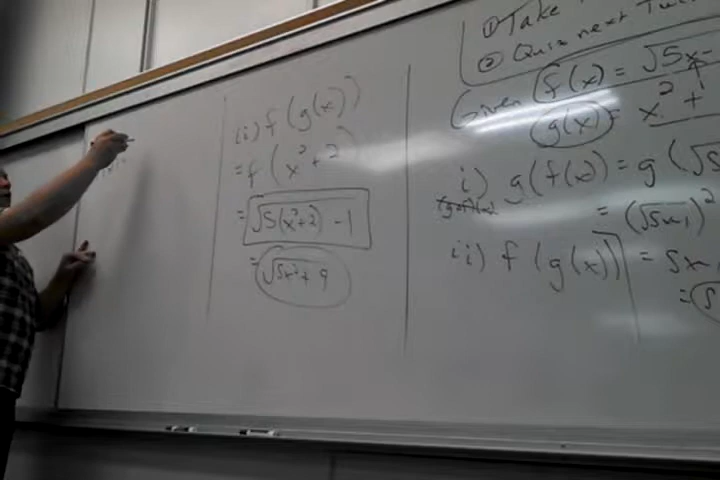 ii) f (g(x))
= f (x² + 2)
= √5(x²+2) - 1
= √5x² + 9
① Take
② Quiz next
Given f(x) = √5x -
g(x) = x² +
i) g(f(x)) = g (√5
= (√5x-1)²
ii) f (g(x)) = 5x
= (5